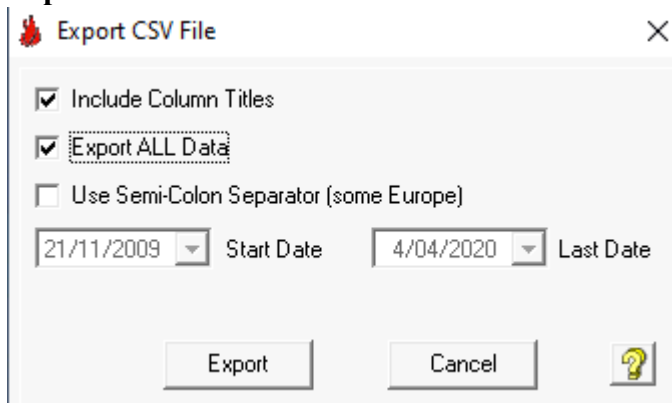 Export CSV File
Include Column Titles
Export ALL Data
Use Semi-Colon Separator (some Europe)
21/11/2009 Start Date 4/04/2020 Last Date
Export Cancel